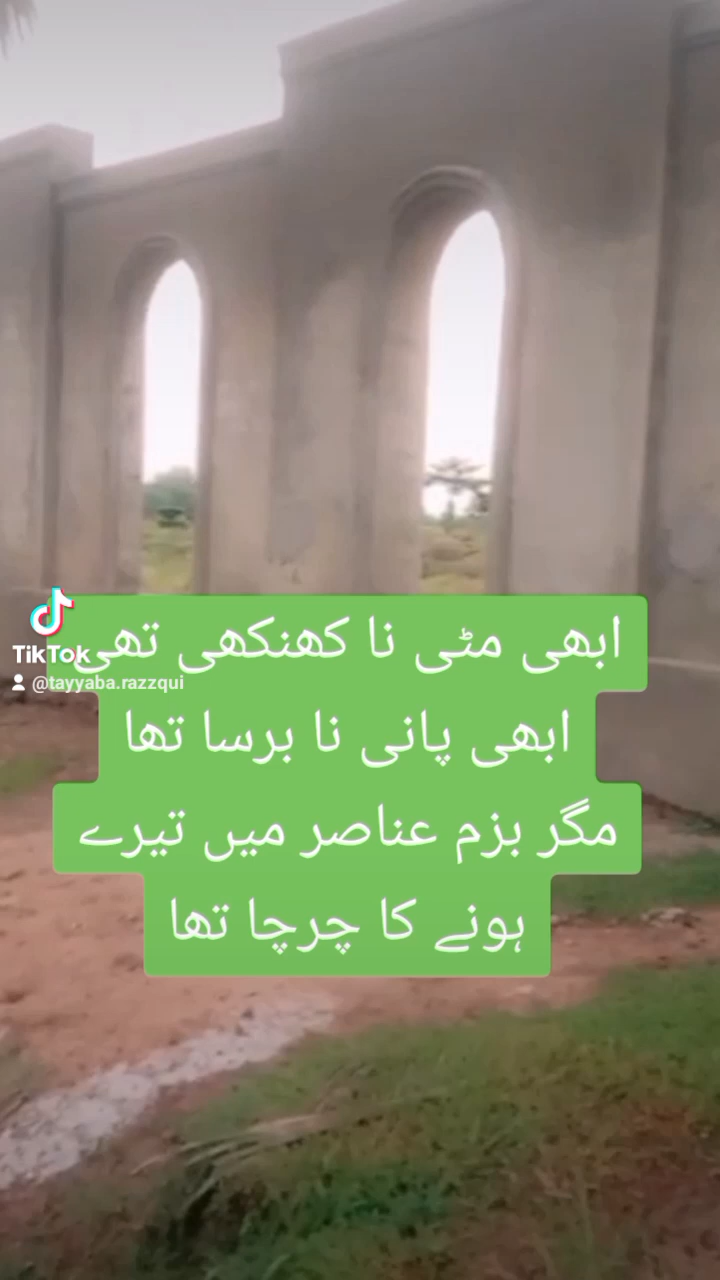 ابھی مٹی نا کھنکھی تھی
ابھی پانی نا برسا تھا
مگر بزم عناصر میں تیرے
ہونے کا چرچا تھا
TikTok
@tayyaba.razzqui